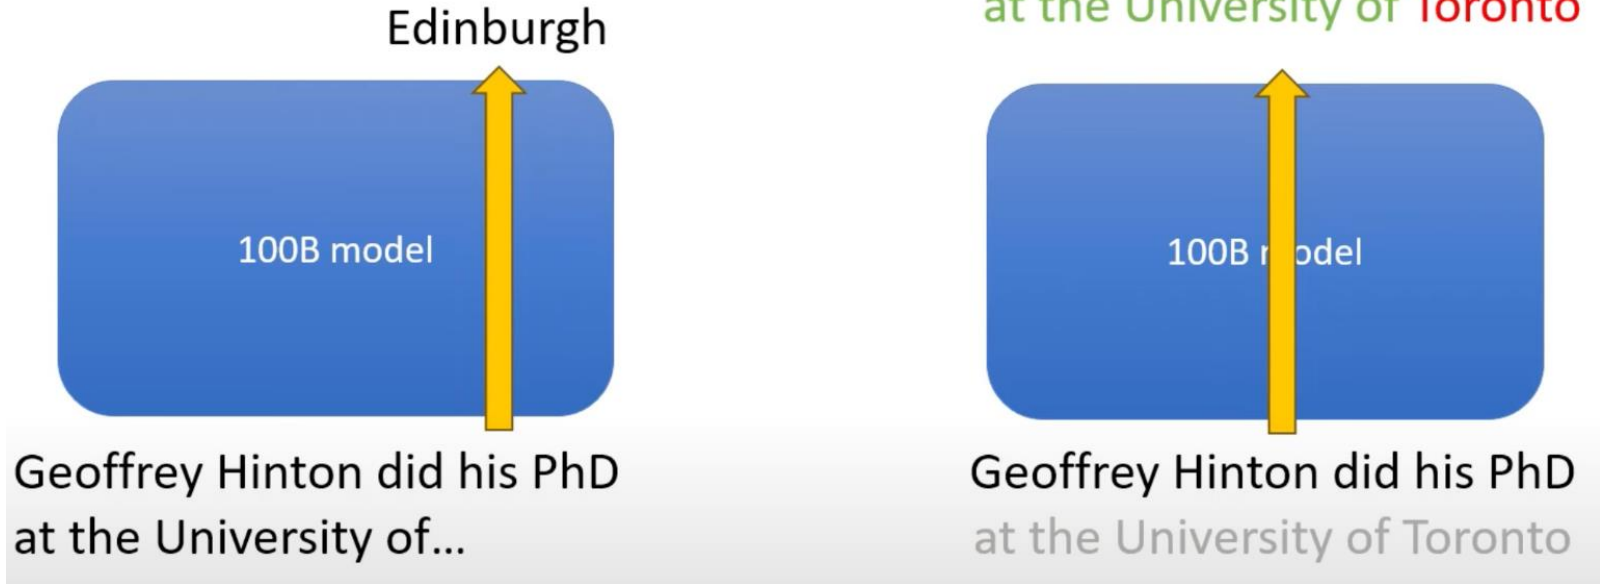 Edinburgh
100B model
Geoffrey Hinton did his PhD
at the University of...
at the University of Toronto
100B model
Geoffrey Hinton did his PhD
at the University of Toronto